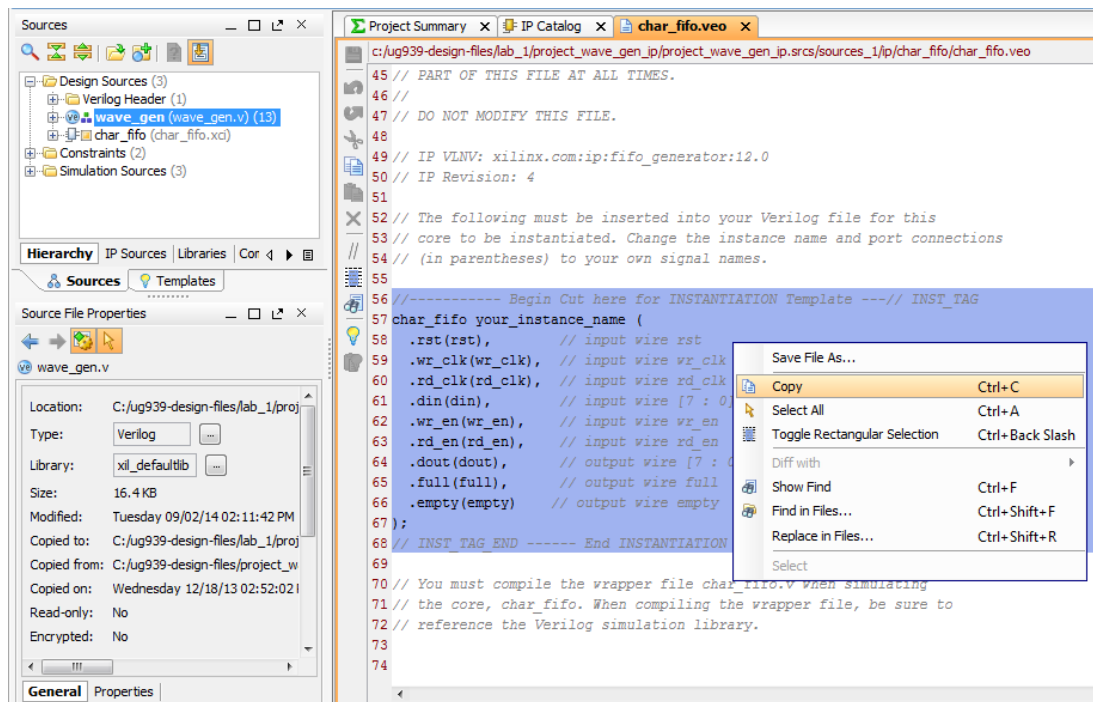 Sources
Design Sources (3)
Verilog Header (1)
wave_gen (wave_gen.v) (13)
char_fifo (char_fifo.xci)
Constraints (2)
Simulation Sources (3)
Hierarchy IP Sources Libraries Cor
Sources Templates
Source File Properties
wave_gen.v
Location: C:/ug939-design-files/lab_1/proj
Type: Verilog ...
Library: xil_defaultlib ...
Size: 16.4 KB
Modified: Tuesday 09/02/14 02:11:42 PM
Copied to: C:/ug939-design-files/lab_1/proj
Copied from: C:/ug939-design-files/project_w
Copied on: Wednesday 12/18/13 02:52:02
Read-only: No
Encrypted: No
General Properties
Project Summary IP Catalog char_fifo.veo
c:/ug939-design-files/lab_1/project_wave_gen_ip/project_wave_gen_ip.srcs/sources_1/ip/char_fifo/char_fifo.veo
45 // PART OF THIS FILE AT ALL TIMES.
46 //
47 // DO NOT MODIFY THIS FILE.
48
49 // IP VLNV: xilinx.com:ip:fifo_generator:12.0
50 // IP Revision: 4
51
52 // The following must be inserted into your Verilog file for this
53 // core to be instantiated. Change the instance name and port connections
54 // (in parentheses) to your own signal names.
55
56 //----------- Begin Cut here for INSTANTIATION Template ---// INST_TAG
57 char_fifo your_instance_name (
58 .rst(rst), // input wire rst
59 .wr_clk(wr_clk), // input wire wr_clk
60 .rd_clk(rd_clk), // input wire rd_clk
61 .din(din), // input wire [7 : 0]
62 .wr_en(wr_en), // input wire wr_en
63 .rd_en(rd_en), // input wire rd_en
64 .dout(dout), // output wire [7 : 0
65 .full(full), // output wire full
66 .empty(empty) // output wire empty
67 );
68 // INST_TAG_END ------ End INSTANTIATION
69
70 // You must compile the wrapper file char_fifo.v when simulating
71 // the core, char_fifo. When compiling the wrapper file, be sure to
72 // reference the Verilog simulation library.
73
74
Save File As...
Copy Ctrl+C
Select All Ctrl+A
Toggle Rectangular Selection Ctrl+Back Slash
Diff with
Show Find Ctrl+F
Find in Files... Ctrl+Shift+F
Replace in Files... Ctrl+Shift+R
Select